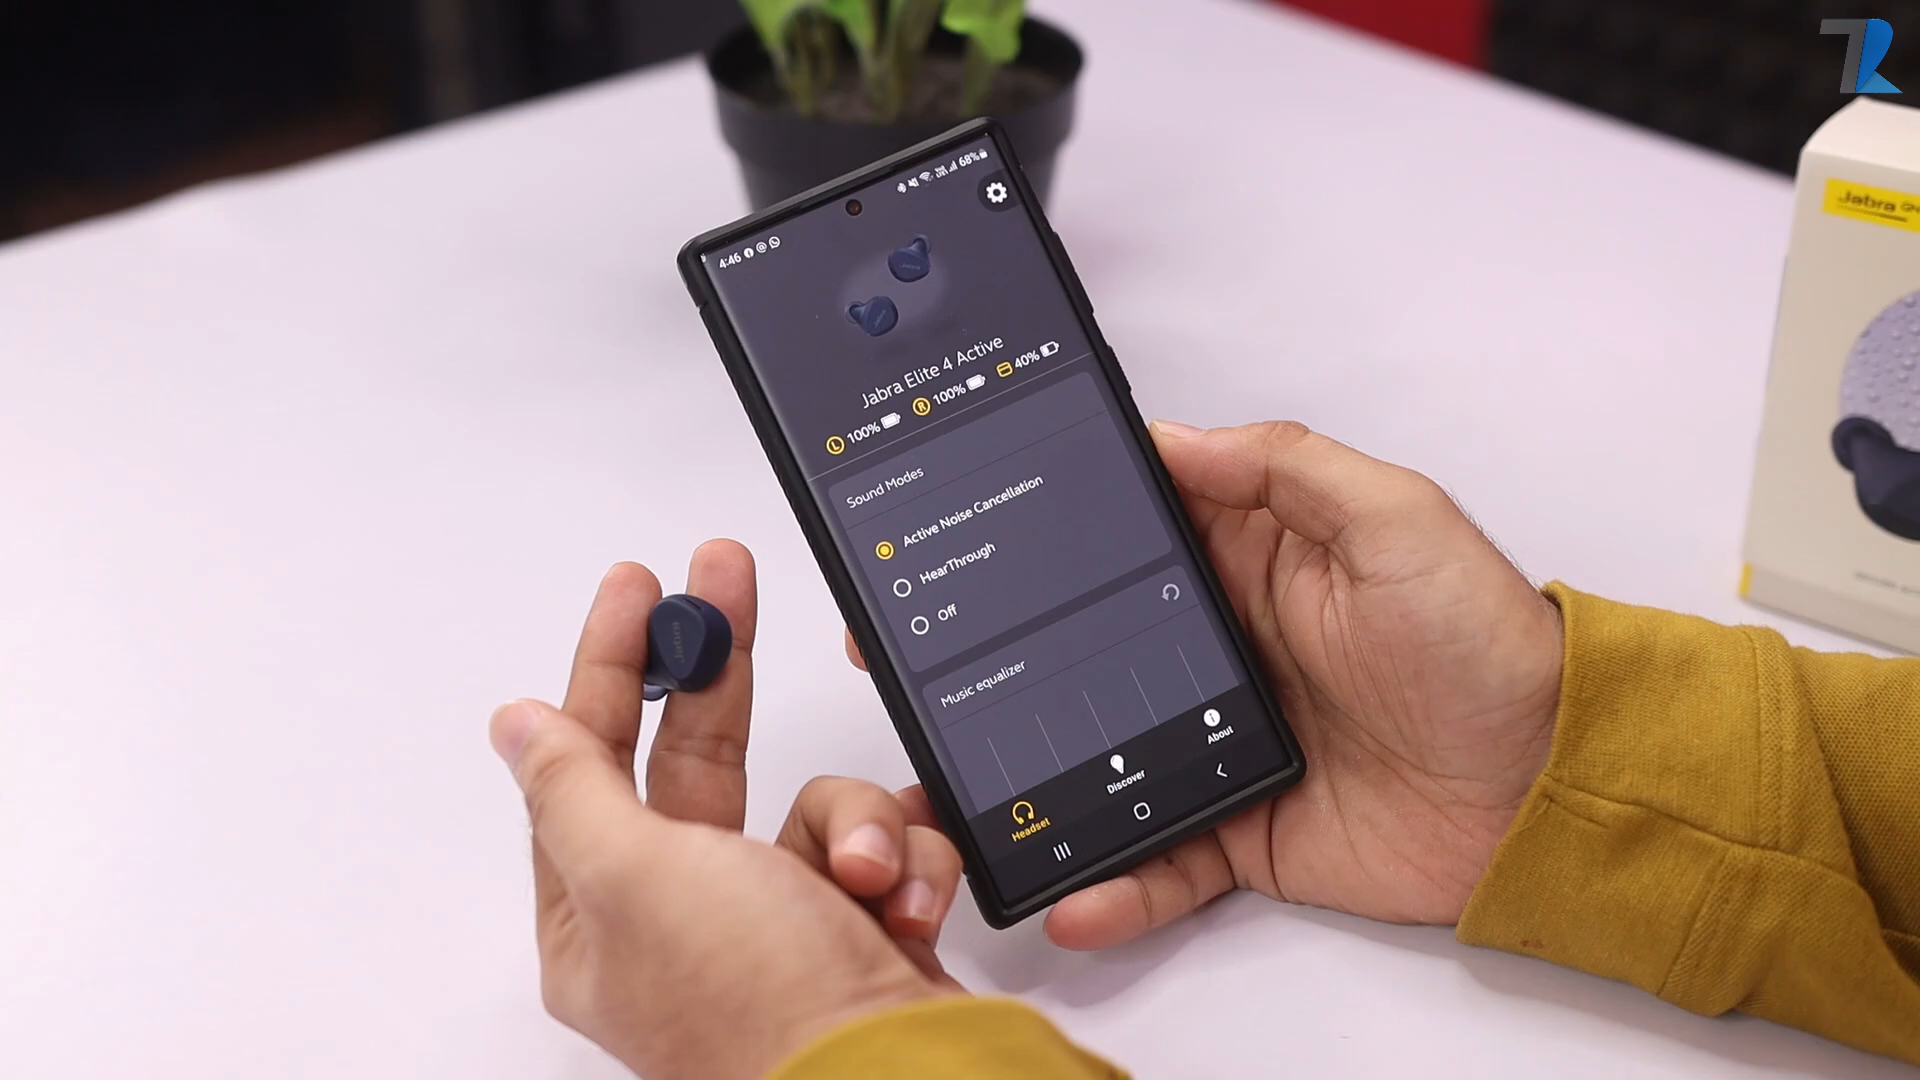 4:46
68%
Jabra Elite 4 Active
L 100% R 100% 40%
Sound Modes
Active Noise Cancellation
HearThrough
Off
Music equalizer
Headset
Discover
About
Jabra
Jabra GN